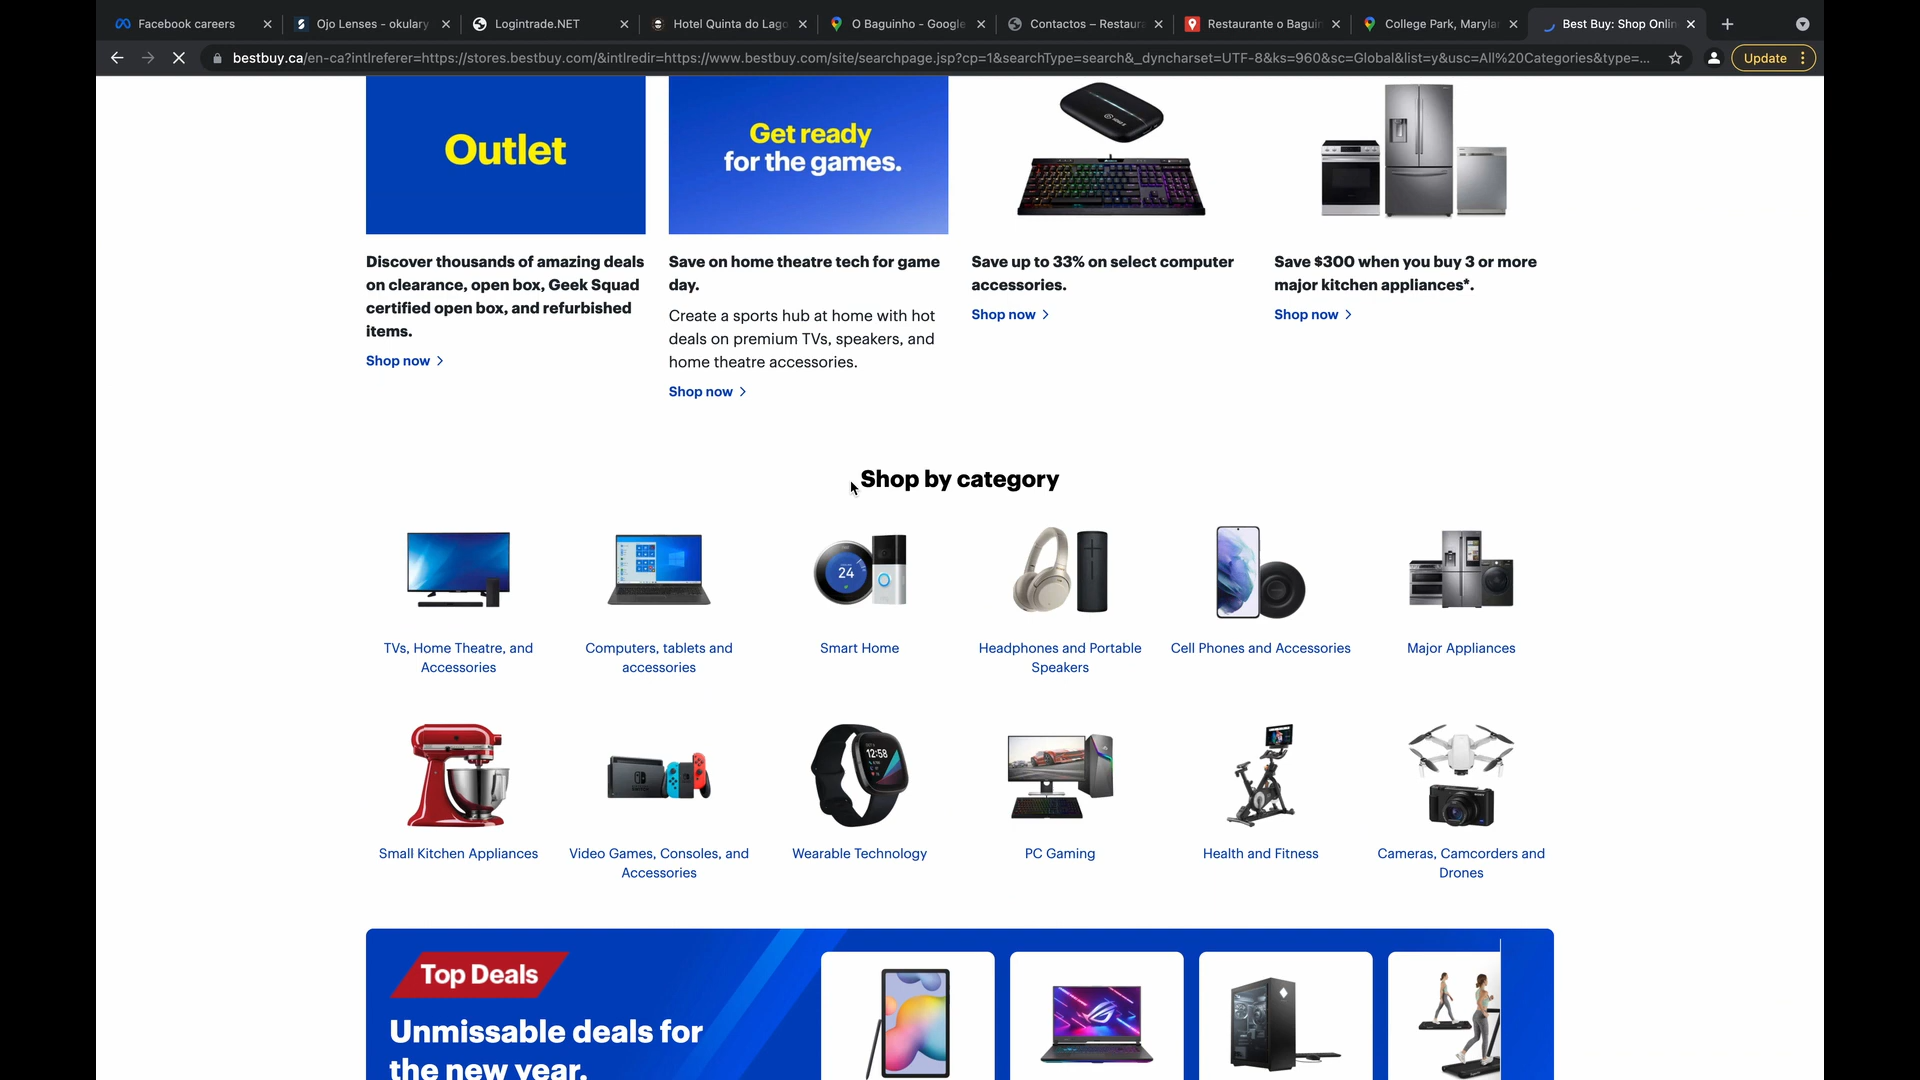 Facebook careers
Ojo Lenses - okulary
Logintrade.NET
Hotel Quinta do Lago
O Baguinho - Google
Contactos – Restaur
Restaurante o Bagui
College Park, Maryla
Best Buy: Shop Onlin
bestbuy.ca/en-ca?intlreferer=https://stores.bestbuy.com/&intlredir=https://www.bestbuy.com/site/searchpage.jsp?cp=1&searchType=search&_dyncharset=UTF-8&ks=960&sc=Global&list=y&usc=All%20Categories&type=...
Update
Outlet
Get ready
for the games.
Discover thousands of amazing deals
on clearance, open box, Geek Squad
certified open box, and refurbished
items.
Shop now
Save on home theatre tech for game
day.
Create a sports hub at home with hot
deals on premium TVs, speakers, and
home theatre accessories.
Shop now
Save up to 33% on select computer
accessories.
Shop now
Save $300 when you buy 3 or more
major kitchen appliances*.
Shop now
Shop by category
24
TVs, Home Theatre, and
Accessories
Computers, tablets and
accessories
Smart Home
Headphones and Portable
Speakers
Cell Phones and Accessories
Major Appliances
12:58
Small Kitchen Appliances
Video Games, Consoles, and
Accessories
Wearable Technology
PC Gaming
Health and Fitness
Cameras, Camcorders and
Drones
Top Deals
Unmissable deals for
the new year.